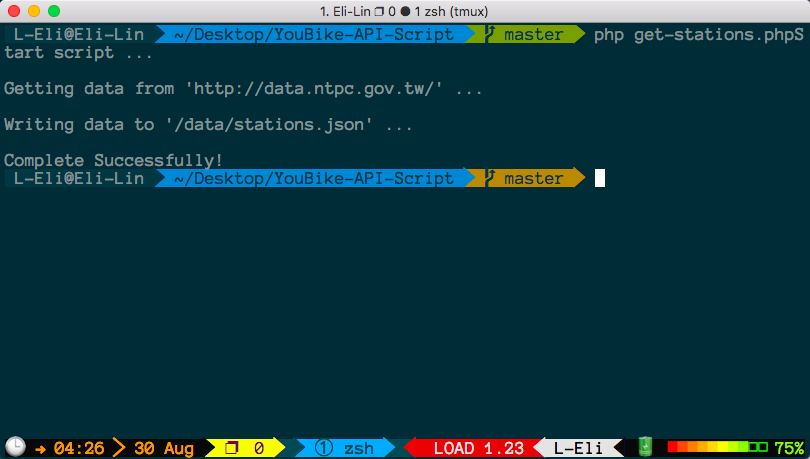 1. Eli-Lin ❐ 0 ● 1 zsh (tmux)
L-Eli@Eli-Lin ~/Desktop/YouBike-API-Script master php get-stations.phpS
tart script ...
Getting data from 'http://data.ntpc.gov.tw/' ...
Writing data to '/data/stations.json' ...
Complete Successfully!
L-Eli@Eli-Lin ~/Desktop/YouBike-API-Script master
→ 04:26 30 Aug ❐ 0 ① zsh LOAD 1.23 L-Eli 75%